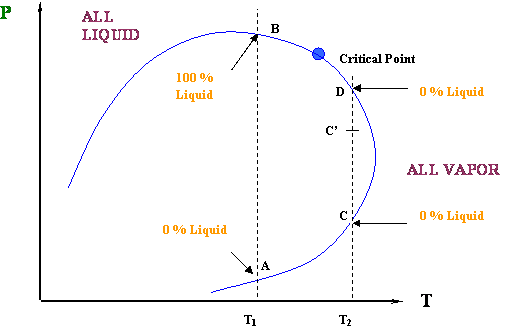 P
ALL
LIQUID
B
Critical Point
100 %
Liquid
D
0 % Liquid
C’
ALL VAPOR
C
0 % Liquid
0 % Liquid
A
T
T₁
T₂